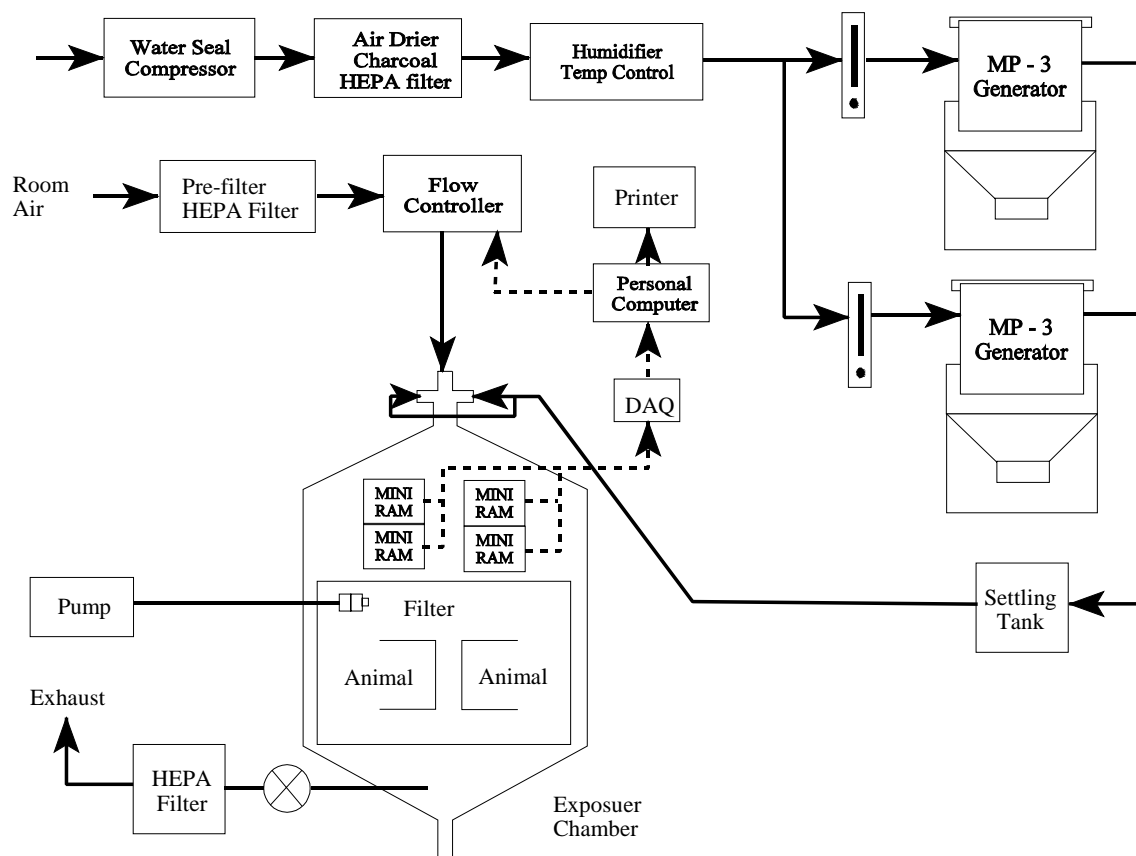 Water Seal
Compressor
Air Drier
Charcoal
HEPA filter
Humidifier
Temp Control
MP - 3
Generator
Room
Air
Pre-filter
HEPA Filter
Flow
Controller
Printer
Personal
Computer
MP - 3
Generator
DAQ
MINI
RAM
MINI
RAM
MINI
RAM
MINI
RAM
Pump
Filter
Settling
Tank
Animal
Animal
Exhaust
HEPA
Filter
Exposuer
Chamber